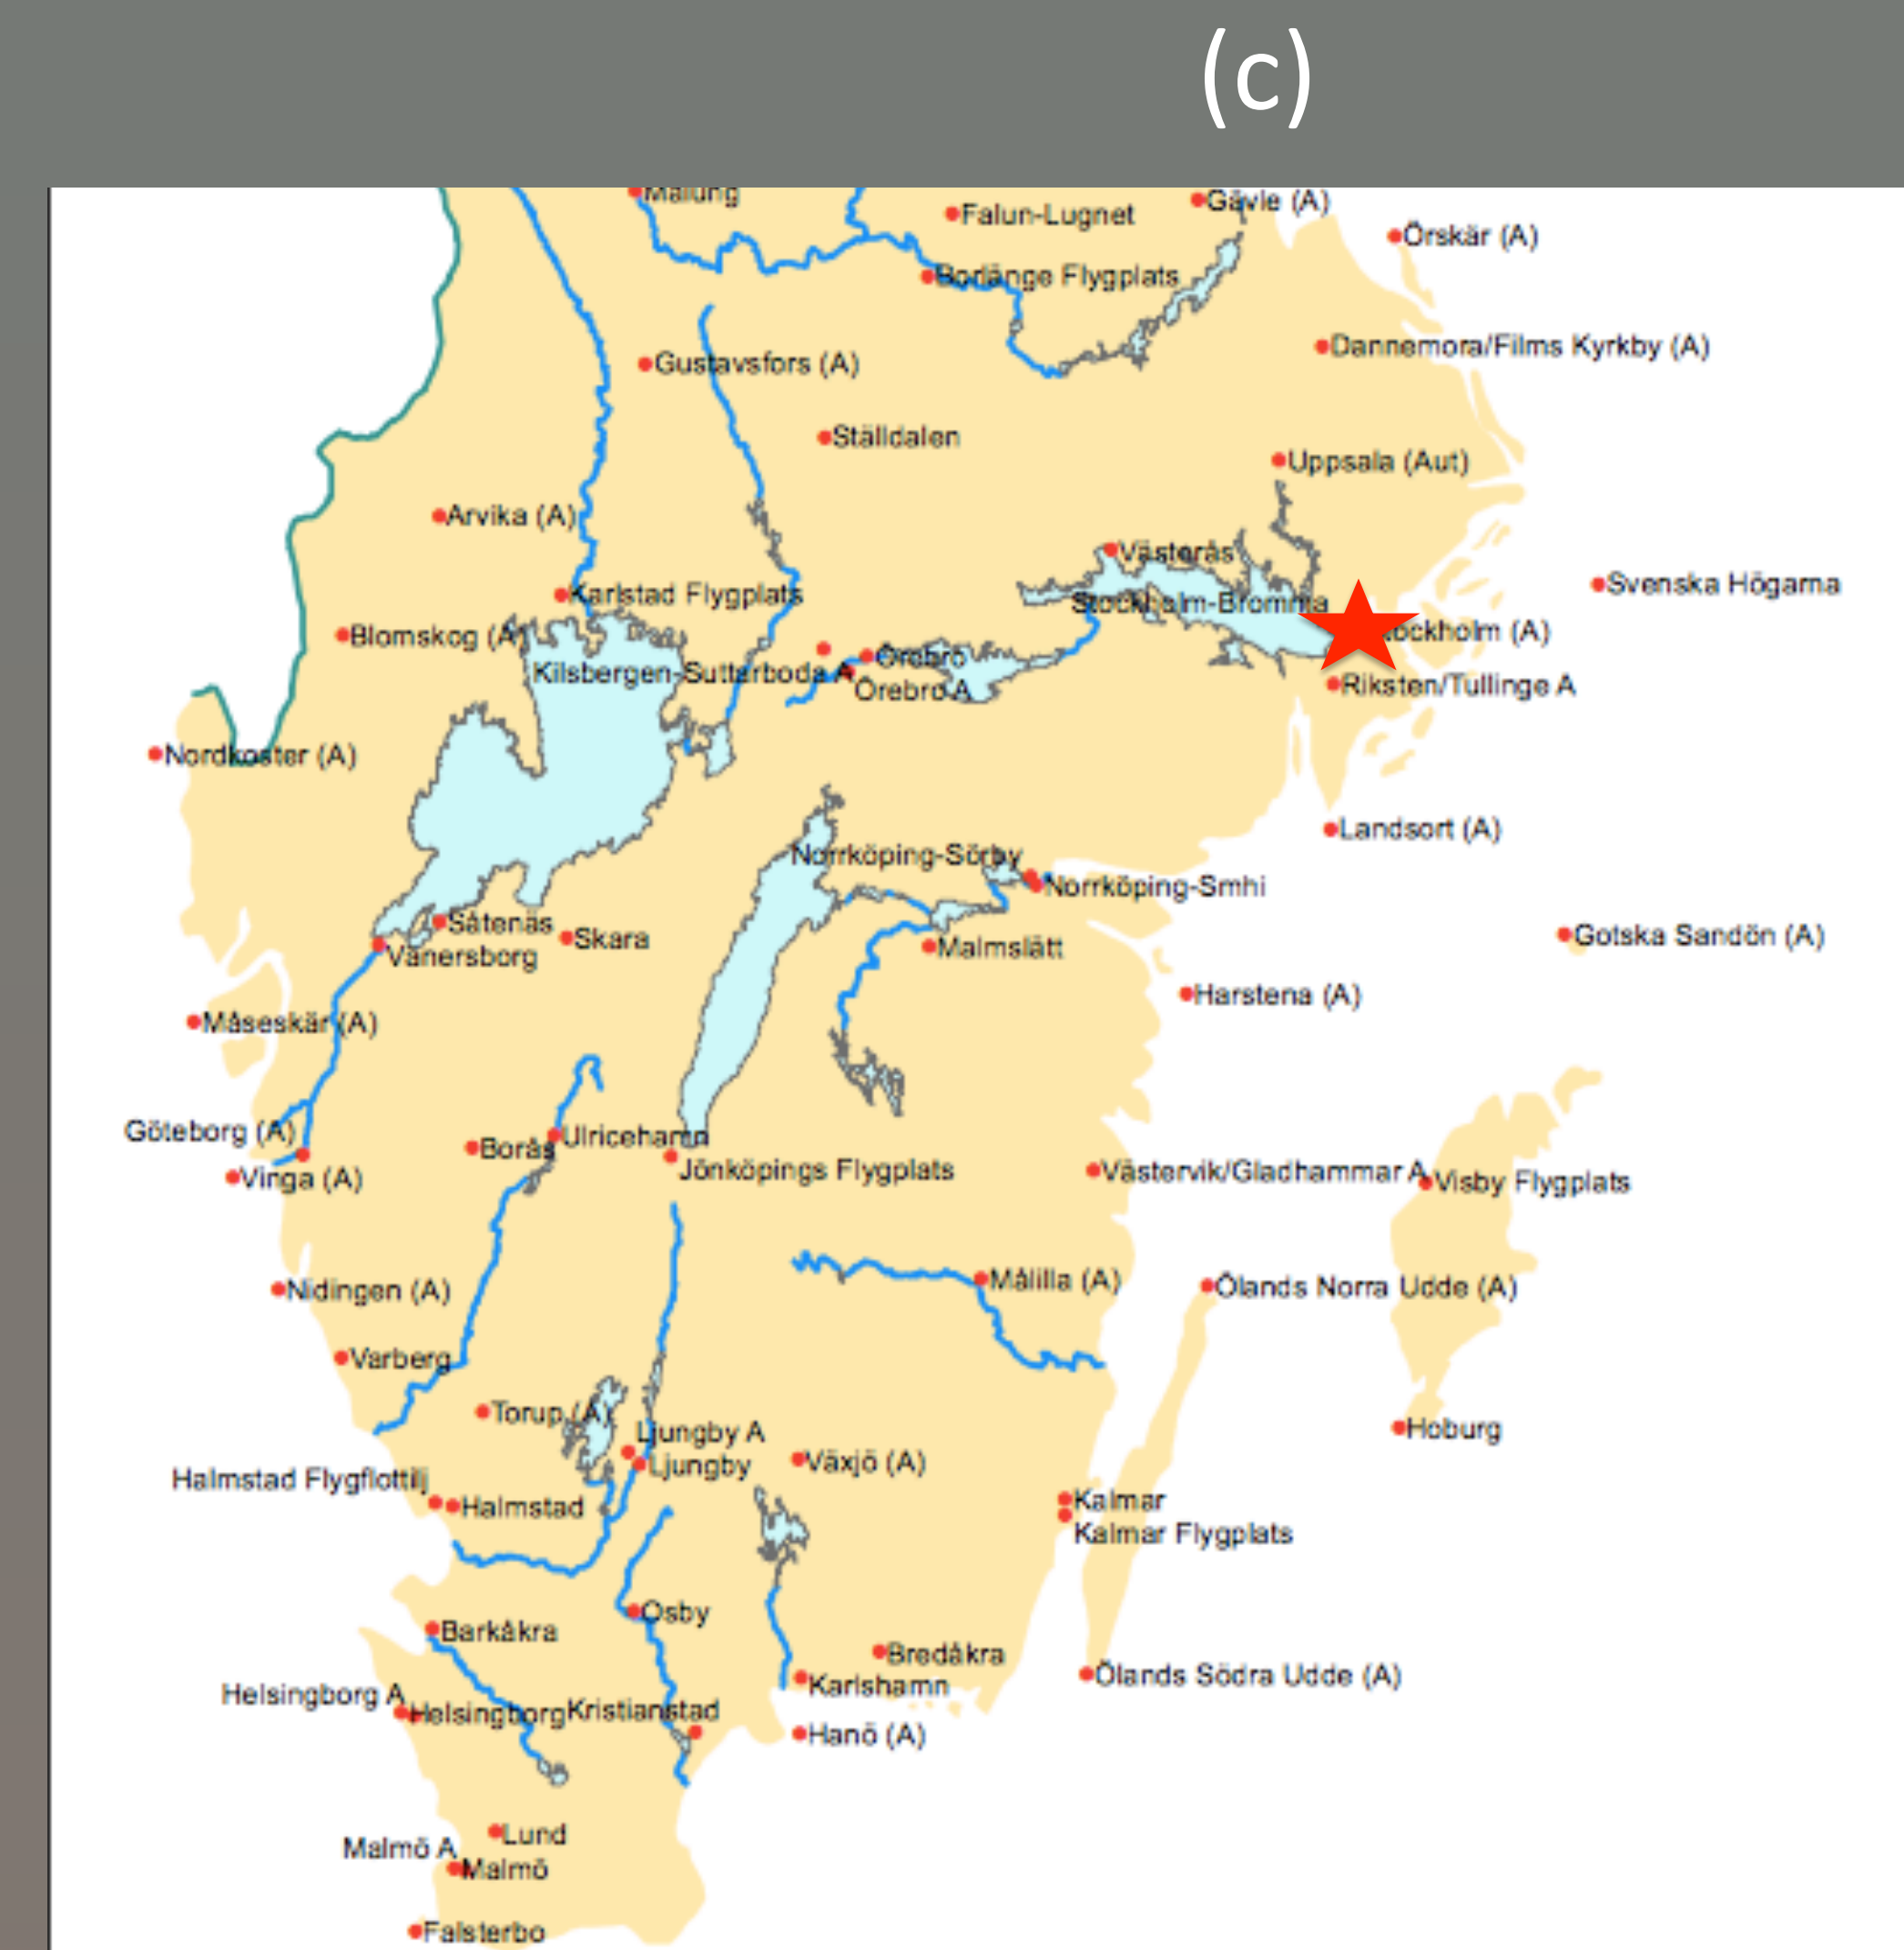 (c)
Malung
Gävle (A)
Falun-Lugnet
Örskär (A)
Borlänge Flygplats
Dannemora/Films Kyrkby (A)
Gustavsfors (A)
Ställdalen
Uppsala (Aut)
Arvika (A)
Västerås
Svenska Högarna
Karlstad Flygplats
Stockholm-Bromma
Blomskog (A)
tockholm (A)
Örebro
Kilsbergen-Suttarboda A
Örebro A
Riksten/Tullinge A
Nordkoster (A)
Landsort (A)
Norrköping-Sörby
Norrköping-Smhi
Såtenäs
Skara
Gotska Sandön (A)
Malmslätt
Vänersborg
Harstena (A)
Måseskär (A)
Göteborg (A)
Ulricehamn
Borås
Jönköpings Flygplats
Västervik/Gladhammar A
Vinga (A)
Visby Flygplats
Målilla (A)
Ölands Norra Udde (A)
Nidingen (A)
Varberg
Torup (A)
Hoburg
Ljungby A
Växjö (A)
Ljungby
Halmstad Flygflottilj
Kalmar
Halmstad
Kalmar Flygplats
Osby
Barkåkra
Bredåkra
Ölands Södra Udde (A)
Karlshamn
Helsingborg A
Helsingborg
Kristianstad
Hanö (A)
Lund
Malmö A
Malmö
Falsterbo